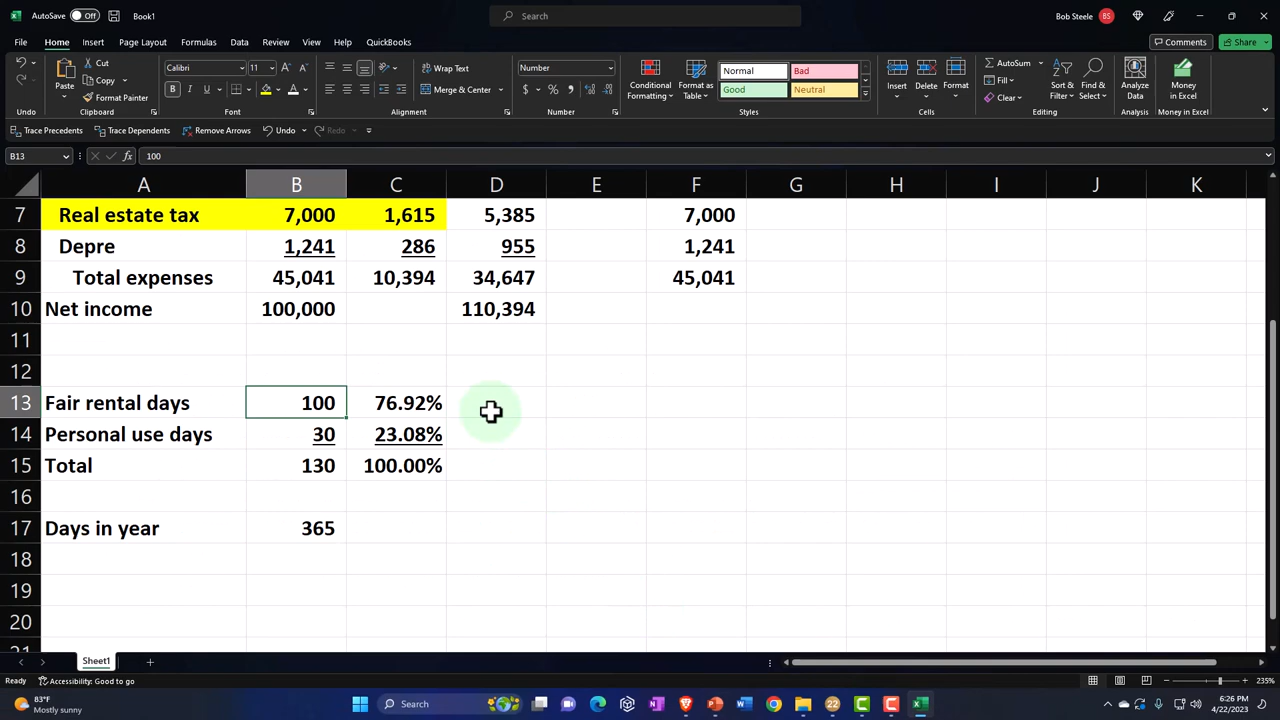 AutoSave Off Book1 Search Bob Steele BS
File Home Insert Page Layout Formulas Data Review View Help QuickBooks Comments Share
Paste Cut Copy Format Painter Calibri 11 B I U A A Wrap Text Merge & Center Number $ % Conditional Formatting Format as Table Normal Bad Good Neutral Insert Delete Format AutoSum Fill Clear Sort & Filter Find & Select Analyze Data Money in Excel
Undo Clipboard Font Alignment Number Styles Cells Editing Analysis Money in Excel
Trace Precedents Trace Dependents Remove Arrows Undo Redo
B13 fx 100
A B C D E F G H I J K
7 Real estate tax 7,000 1,615 5,385 7,000
8 Depre 1,241 286 955 1,241
9 Total expenses 45,041 10,394 34,647 45,041
10 Net income 100,000 110,394
11
12
13 Fair rental days 100 76.92%
14 Personal use days 30 23.08%
15 Total 130 100.00%
16
17 Days in year 365
18
19
20
21
Sheet1
Ready Accessibility: Good to go 235%
83°F Mostly sunny Search 22 6:26 PM 4/22/2023